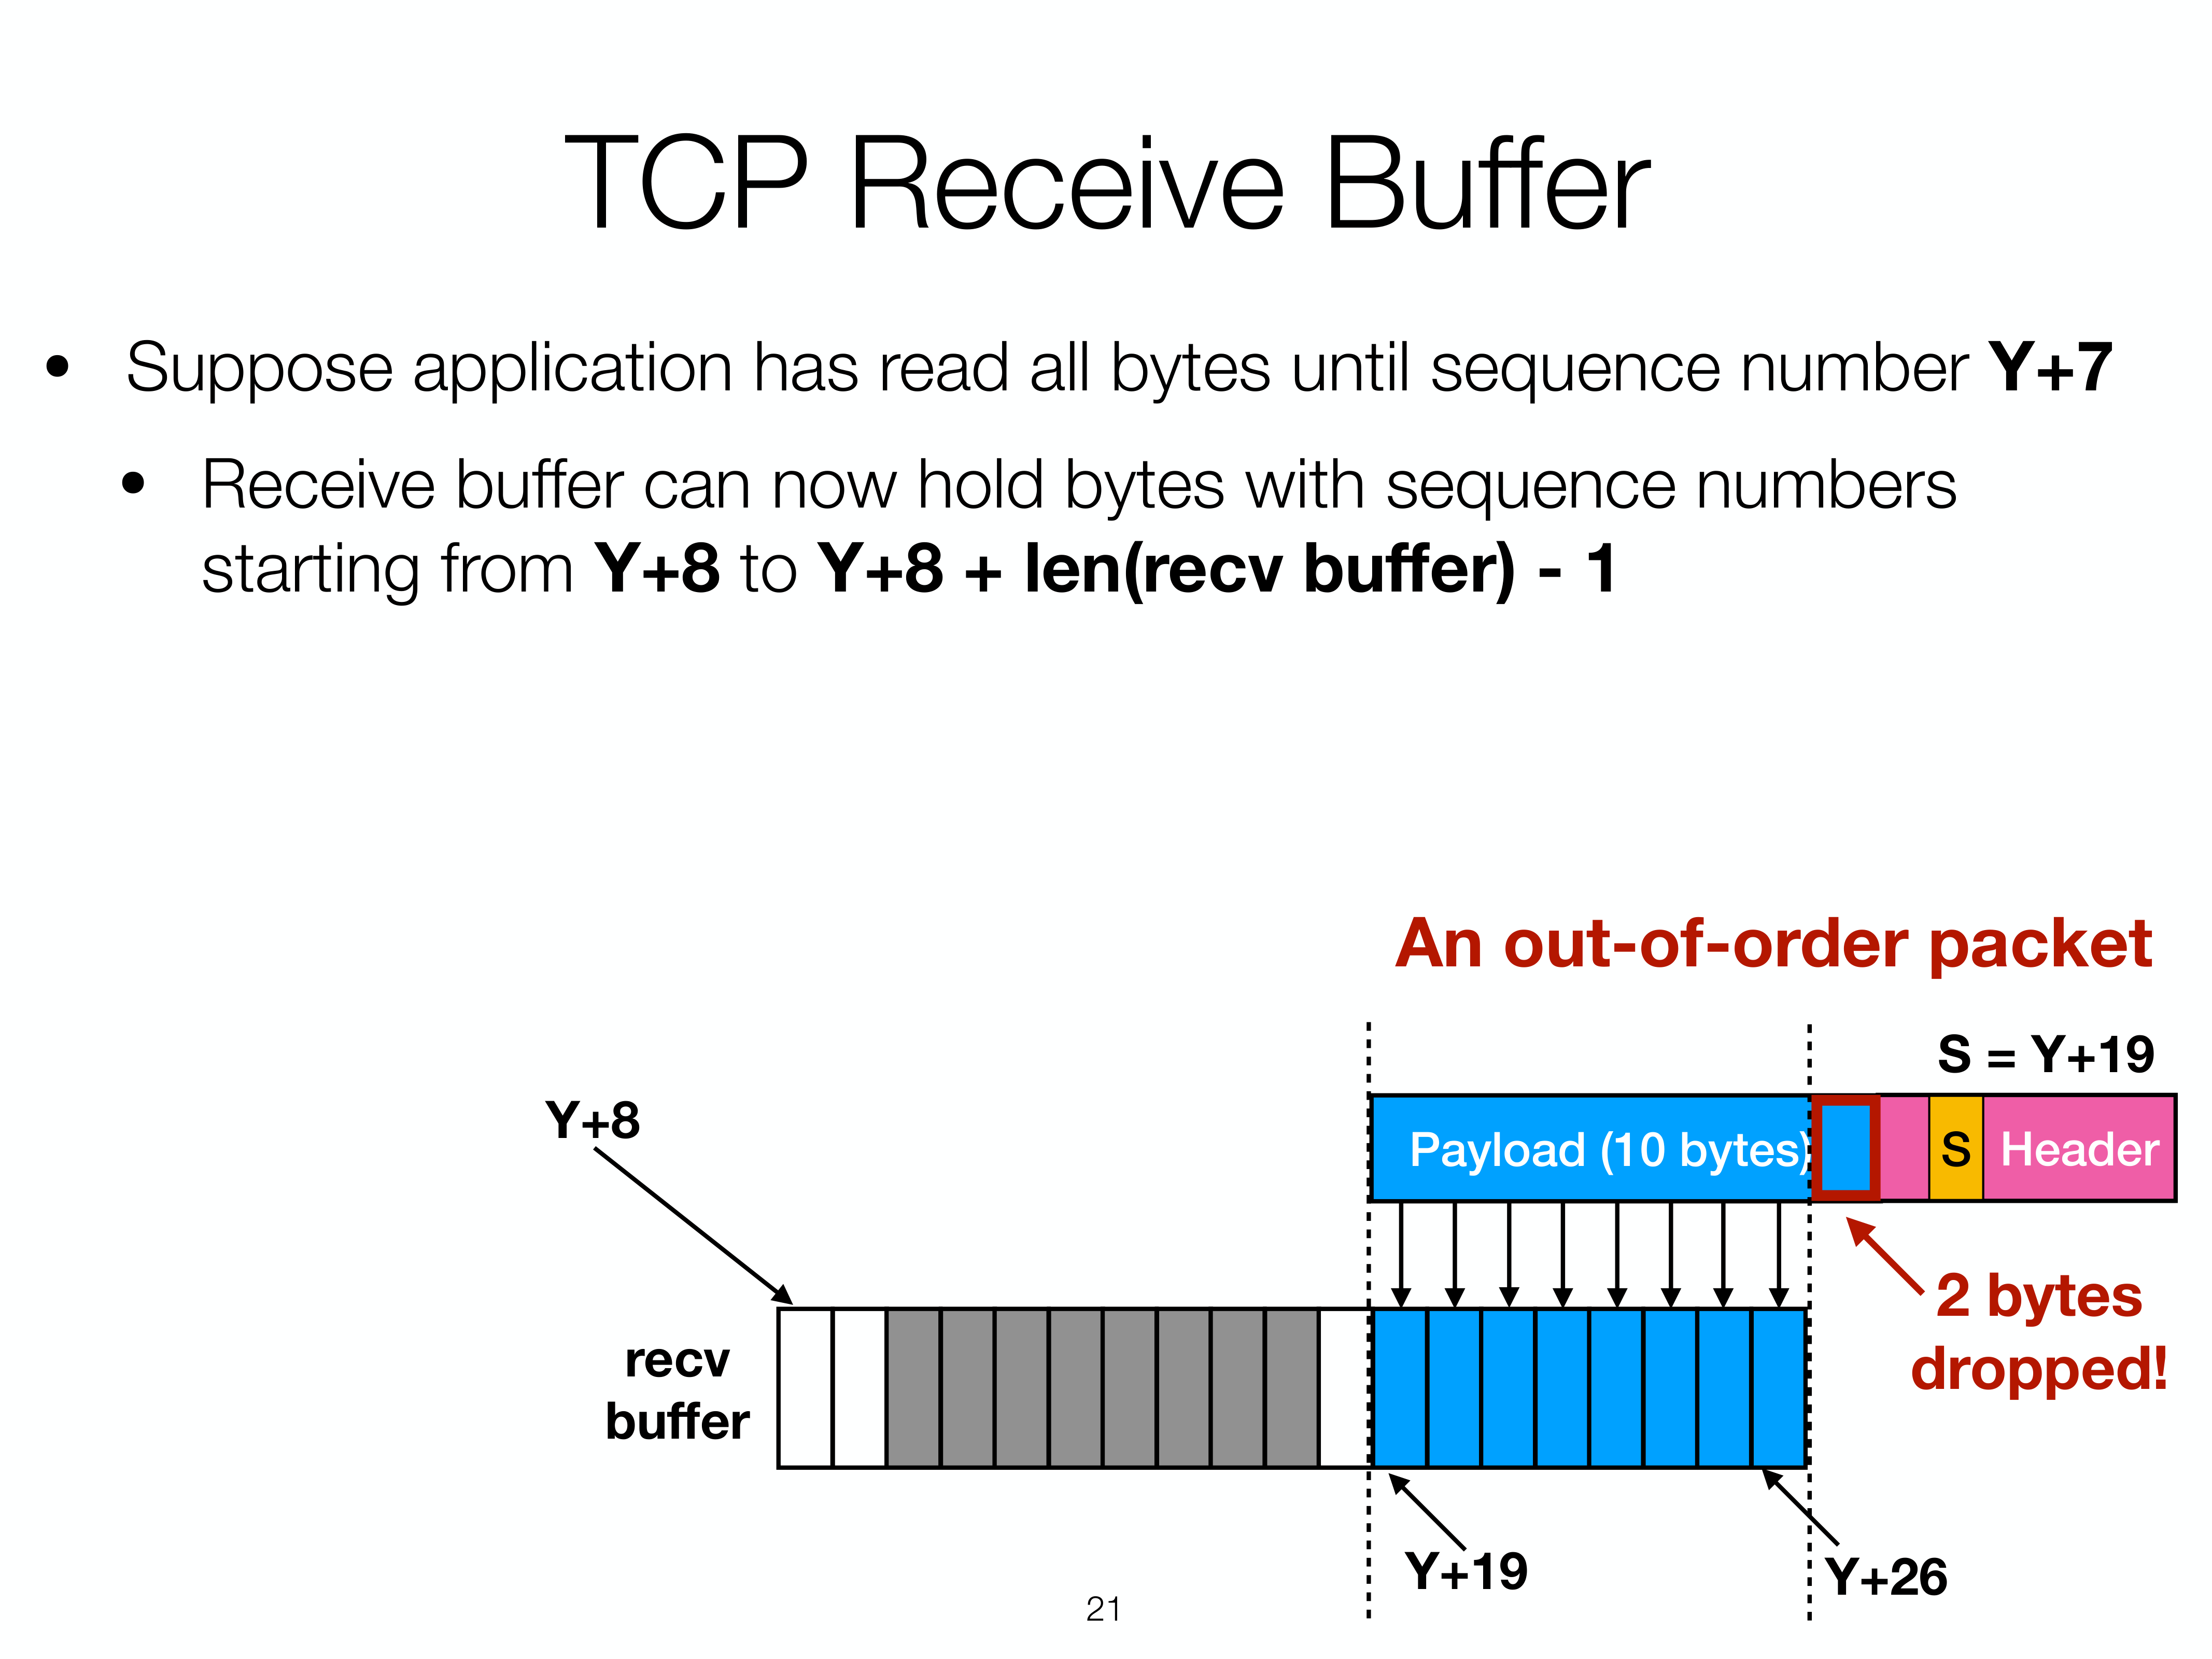 TCP Receive Buffer
• Suppose application has read all bytes until sequence number Y+7
• Receive buffer can now hold bytes with sequence numbers
starting from Y+8 to Y+8 + len(recv buffer) - 1
An out-of-order packet
S = Y+19
Y+8
Payload (10 bytes)
S
Header
2 bytes
dropped!
recv
buffer
Y+19
Y+26
21